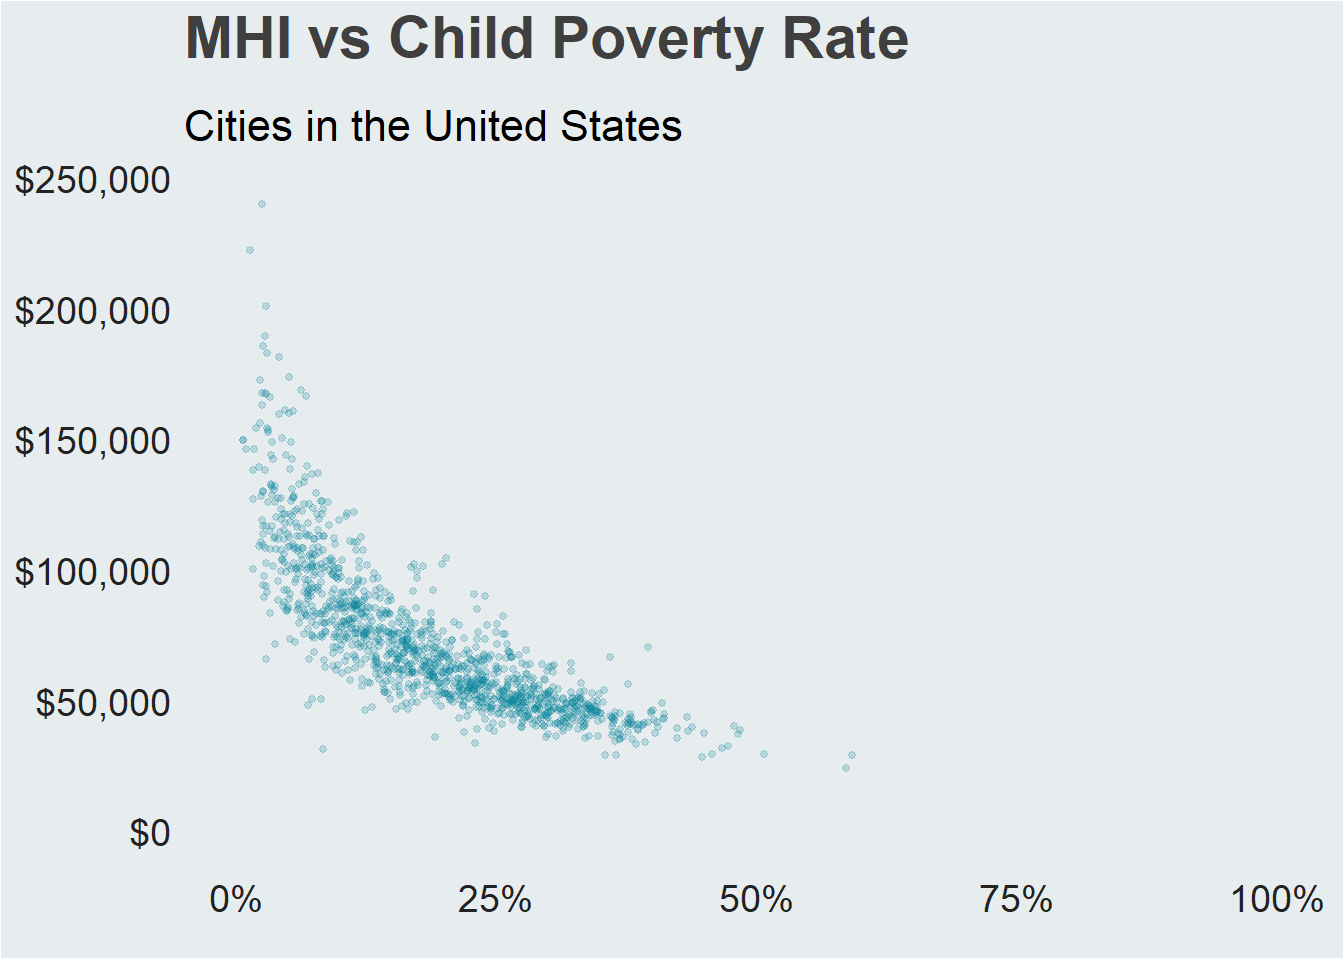 MHI vs Child Poverty Rate
Cities in the United States
$250,000
$200,000
$150,000
$100,000
$50,000
$0
0% 25% 50% 75% 100%